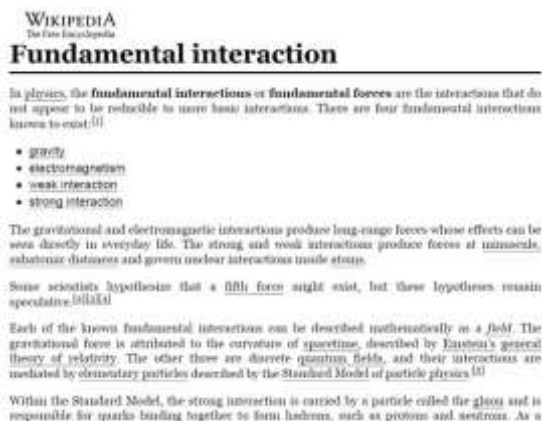 WIKIPEDIA
The Free Encyclopedia
Fundamental interaction
In physics, the fundamental interactions or fundamental forces are the interactions that do
not appear to be reducible to more basic interactions. There are four fundamental interactions
known to exist:[1]
• gravity
• electromagnetism
• weak interaction
• strong interaction
The gravitational and electromagnetic interactions produce long-range forces whose effects can be
seen directly in everyday life. The strong and weak interactions produce forces at minuscule,
subatomic distances and govern nuclear interactions inside atoms.
Some scientists hypothesize that a fifth force might exist, but these hypotheses remain
speculative.[2][3][4]
Each of the known fundamental interactions can be described mathematically as a field. The
gravitational force is attributed to the curvature of spacetime, described by Einstein's general
theory of relativity. The other three are discrete quantum fields, and their interactions are
mediated by elementary particles described by the Standard Model of particle physics.[5]
Within the Standard Model, the strong interaction is carried by a particle called the gluon and is
responsible for quarks binding together to form hadrons, such as protons and neutrons. As a